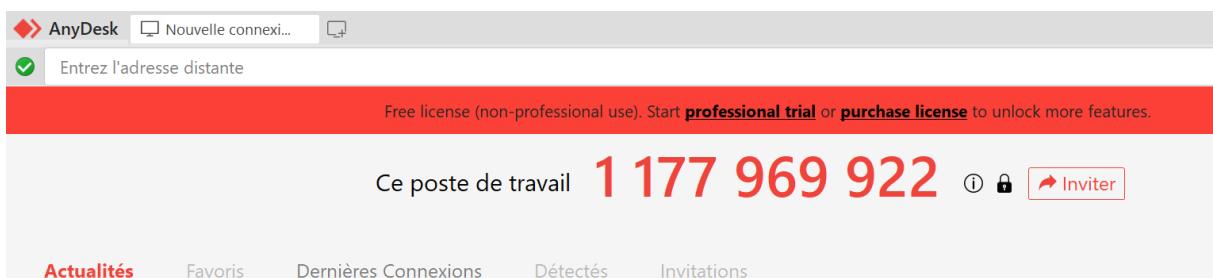 AnyDesk Nouvelle connexi...
Entrez l'adresse distante
Free license (non-professional use). Start professional trial or purchase license to unlock more features.
Ce poste de travail 1 177 969 922 Inviter
Actualités Favoris Dernières Connexions Détectés Invitations